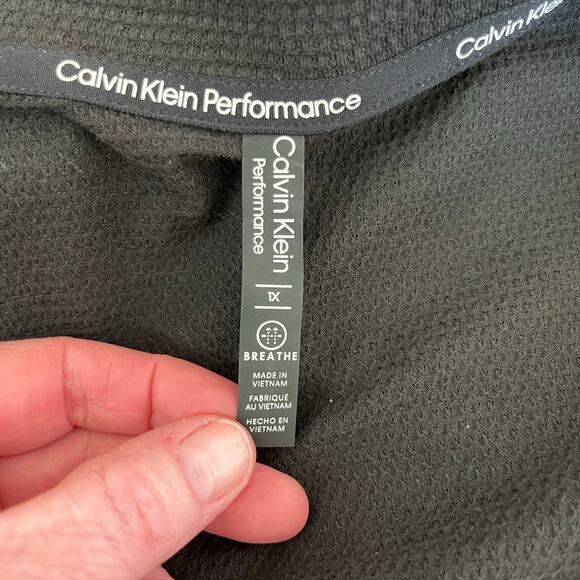 Calvin Klein Performance
Calvin Klein
Calvin Klein
Performance
1X
BREATHE
MADE IN
VIETNAM
FABRIQUÉ
AU VIETNAM
HECHO EN
VIETNAM